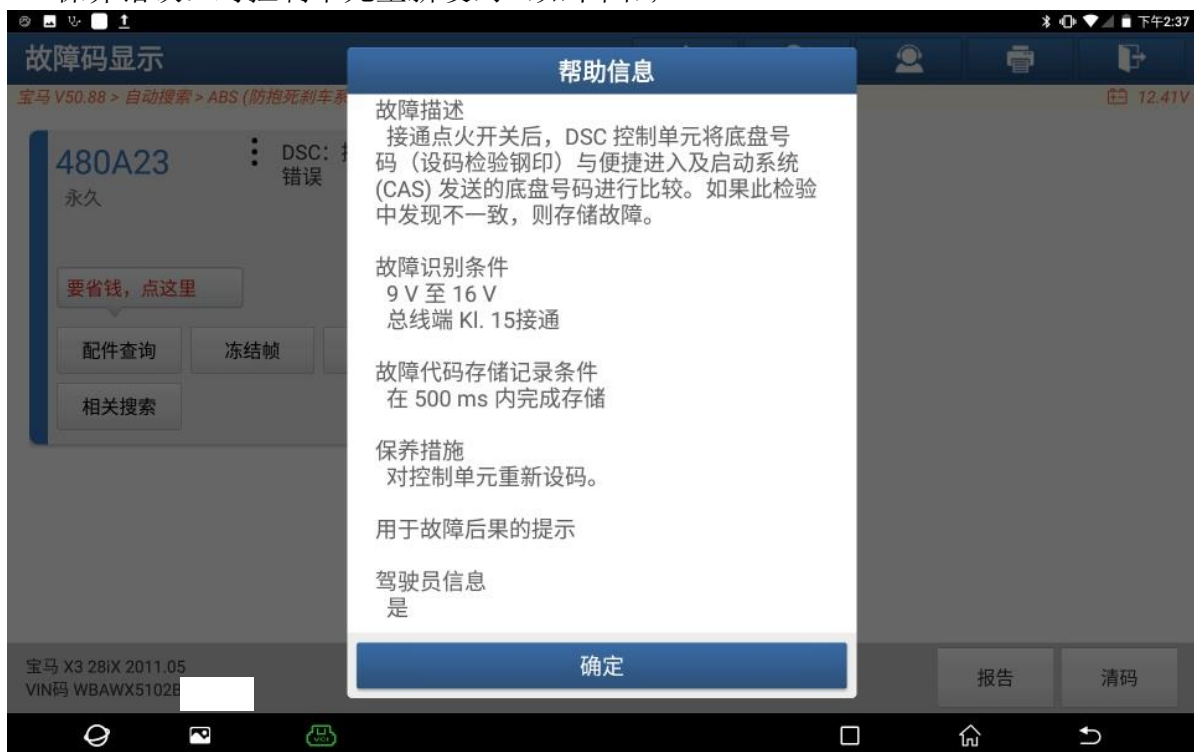 下午2:37
故障码显示
宝马 V50.88 > 自动搜索 > ABS (防抱死刹车系
12.41V
480A23
永久
DSC:
错误
要省钱，点这里
配件查询
冻结帧
相关搜索
帮助信息
故障描述
接通点火开关后，DSC 控制单元将底盘号
码（设码检验钢印）与便捷进入及启动系统
(CAS) 发送的底盘号码进行比较。如果此检验
中发现不一致，则存储故障。
故障识别条件
9 V 至 16 V
总线端 Kl. 15接通
故障代码存储记录条件
在 500 ms 内完成存储
保养措施
对控制单元重新设码。
用于故障后果的提示
驾驶员信息
是
确定
宝马 X3 28iX 2011.05
VIN码 WBAWX5102
报告
清码
VCI